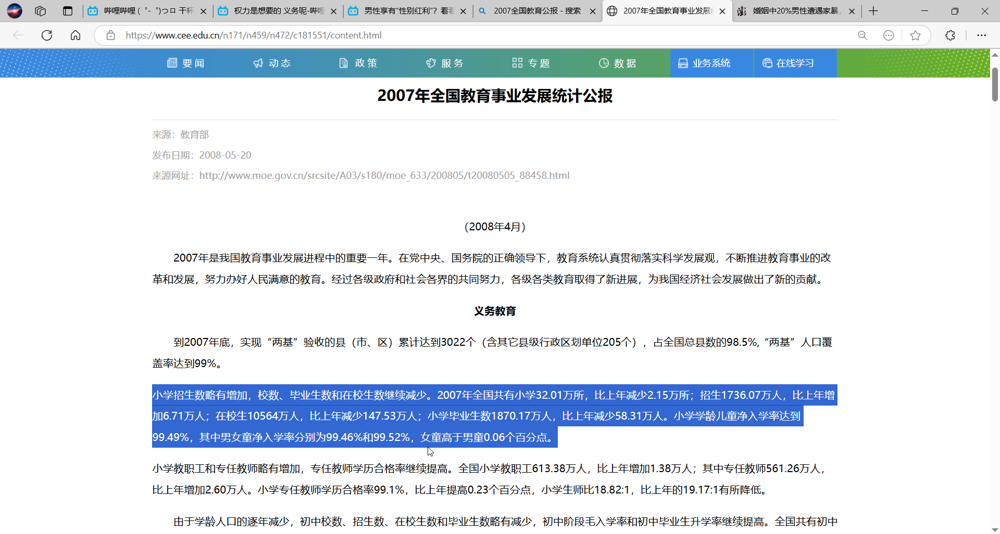 哔哩哔哩 (゜-゜)つロ 干杯
权力是想要的 义务呢-哔哩
男性享有“性别红利”？看看
2007全国教育公报 - 搜索
2007年全国教育事业发展
婚姻中20%男性遭遇家暴,
https://www.cee.edu.cn/n171/n459/n472/c181551/content.html
要闻 动态 政策 服务 专题 数据 业务系统 在线学习
2007年全国教育事业发展统计公报
来源：教育部
发布日期：2008-05-20
来源网址：http://www.moe.gov.cn/srcsite/A03/s180/moe_633/200805/t20080505_88458.html
（2008年4月）
2007年是我国教育事业发展进程中的重要一年。在党中央、国务院的正确领导下，教育系统认真贯彻落实科学发展观，不断推进教育事业的改
革和发展，努力办好人民满意的教育。经过各级政府和社会各界的共同努力，各级各类教育取得了新进展，为我国经济社会发展做出了新的贡献。
义务教育
到2007年底，实现“两基”验收的县（市、区）累计达到3022个（含其它县级行政区划单位205个），占全国总县数的98.5%,“两基”人口覆
盖率达到99%。
小学招生数略有增加，校数、毕业生数和在校生数继续减少。2007年全国共有小学32.01万所，比上年减少2.15万所；招生1736.07万人，比上年增
加6.71万人；在校生10564万人，比上年减少147.53万人；小学毕业生数1870.17万人，比上年减少58.31万人。小学学龄儿童净入学率达到
99.49%，其中男女童净入学率分别为99.46%和99.52%，女童高于男童0.06个百分点。
小学教职工和专任教师略有增加，专任教师学历合格率继续提高。全国小学教职工613.38万人，比上年增加1.38万人；其中专任教师561.26万人，
比上年增加2.60万人。小学专任教师学历合格率99.1%，比上年提高0.23个百分点，小学生师比18.82:1，比上年的19.17:1有所降低。
由于学龄人口的逐年减少，初中校数、招生数、在校生数和毕业生数略有减少，初中阶段毛入学率和初中毕业生升学率继续提高。全国共有初中